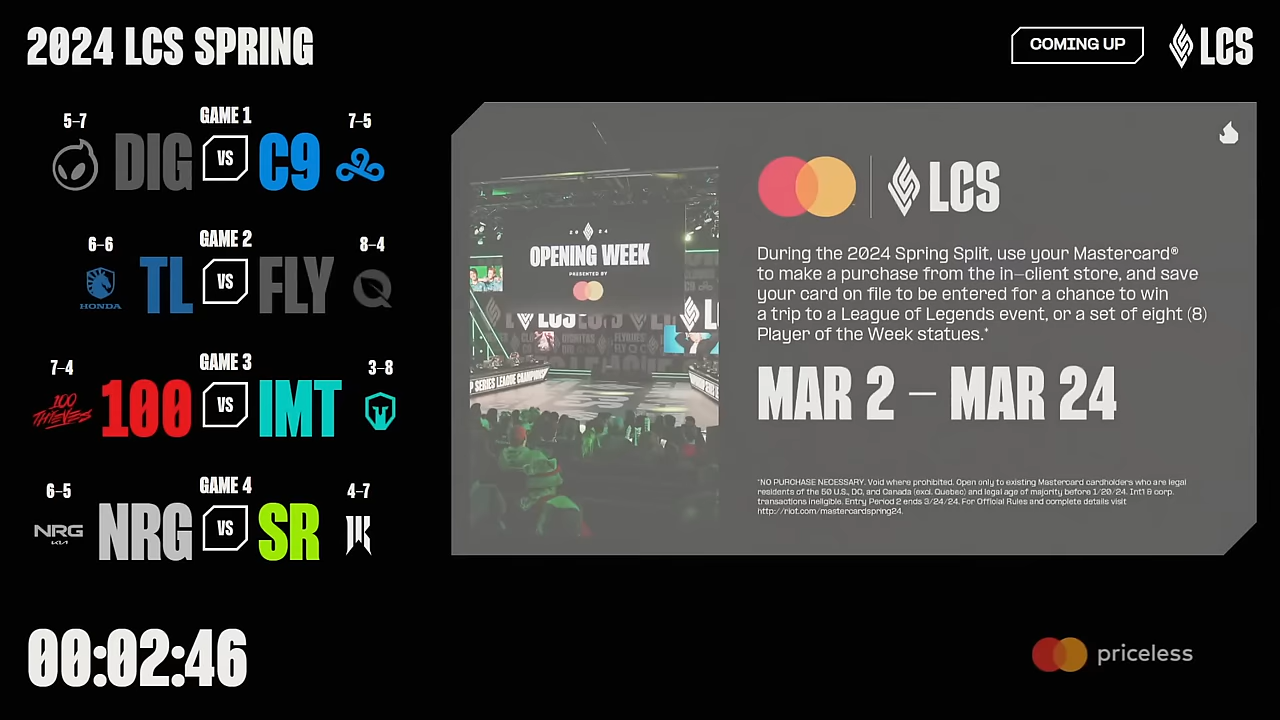 2024 LCS SPRING
COMING UP
LCS
GAME 1
5-7
7-5
DIG
VS
C9
GAME 2
6-6
8-4
HONDA
TL
VS
FLY
GAME 3
7-4
3-8
100 THIEVES
100
VS
IMT
GAME 4
6-5
4-7
NRG
KIA
NRG
VS
SR
00:02:46
2024
OPENING WEEK
PRESENTED BY
LCS
During the 2024 Spring Split, use your Mastercard®
to make a purchase from the in-client store, and save
your card on file to be entered for a chance to win
a trip to a League of Legends event, or a set of eight (8)
Player of the Week statues.*
MAR 2 – MAR 24
*NO PURCHASE NECESSARY. Void where prohibited. Open only to existing Mastercard cardholders who are legal
residents of the 50 U.S., DC, and Canada (excl. Quebec) and legal age of majority before 1/20/24. Int'l & corp.
transactions ineligible. Entry Period 2 ends 3/24/24. For Official Rules and complete details visit
http://riot.com/mastercardspring24.
priceless